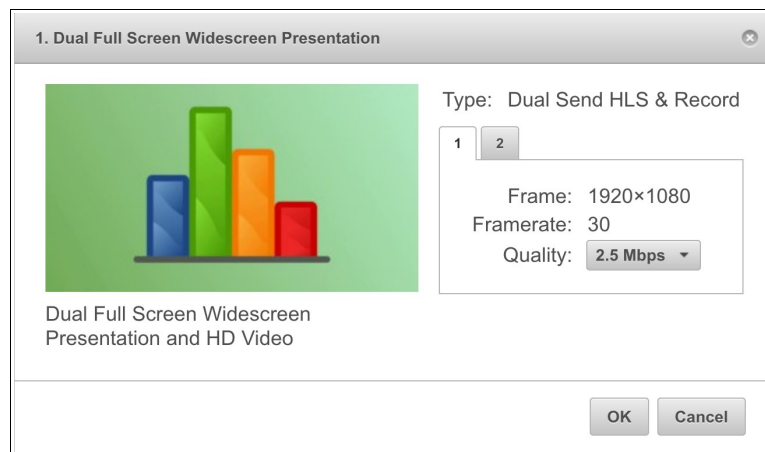 1. Dual Full Screen Widescreen Presentation
Type: Dual Send HLS & Record
1 2
Frame: 1920×1080
Framerate: 30
Quality: 2.5 Mbps
Dual Full Screen Widescreen
Presentation and HD Video
OK Cancel